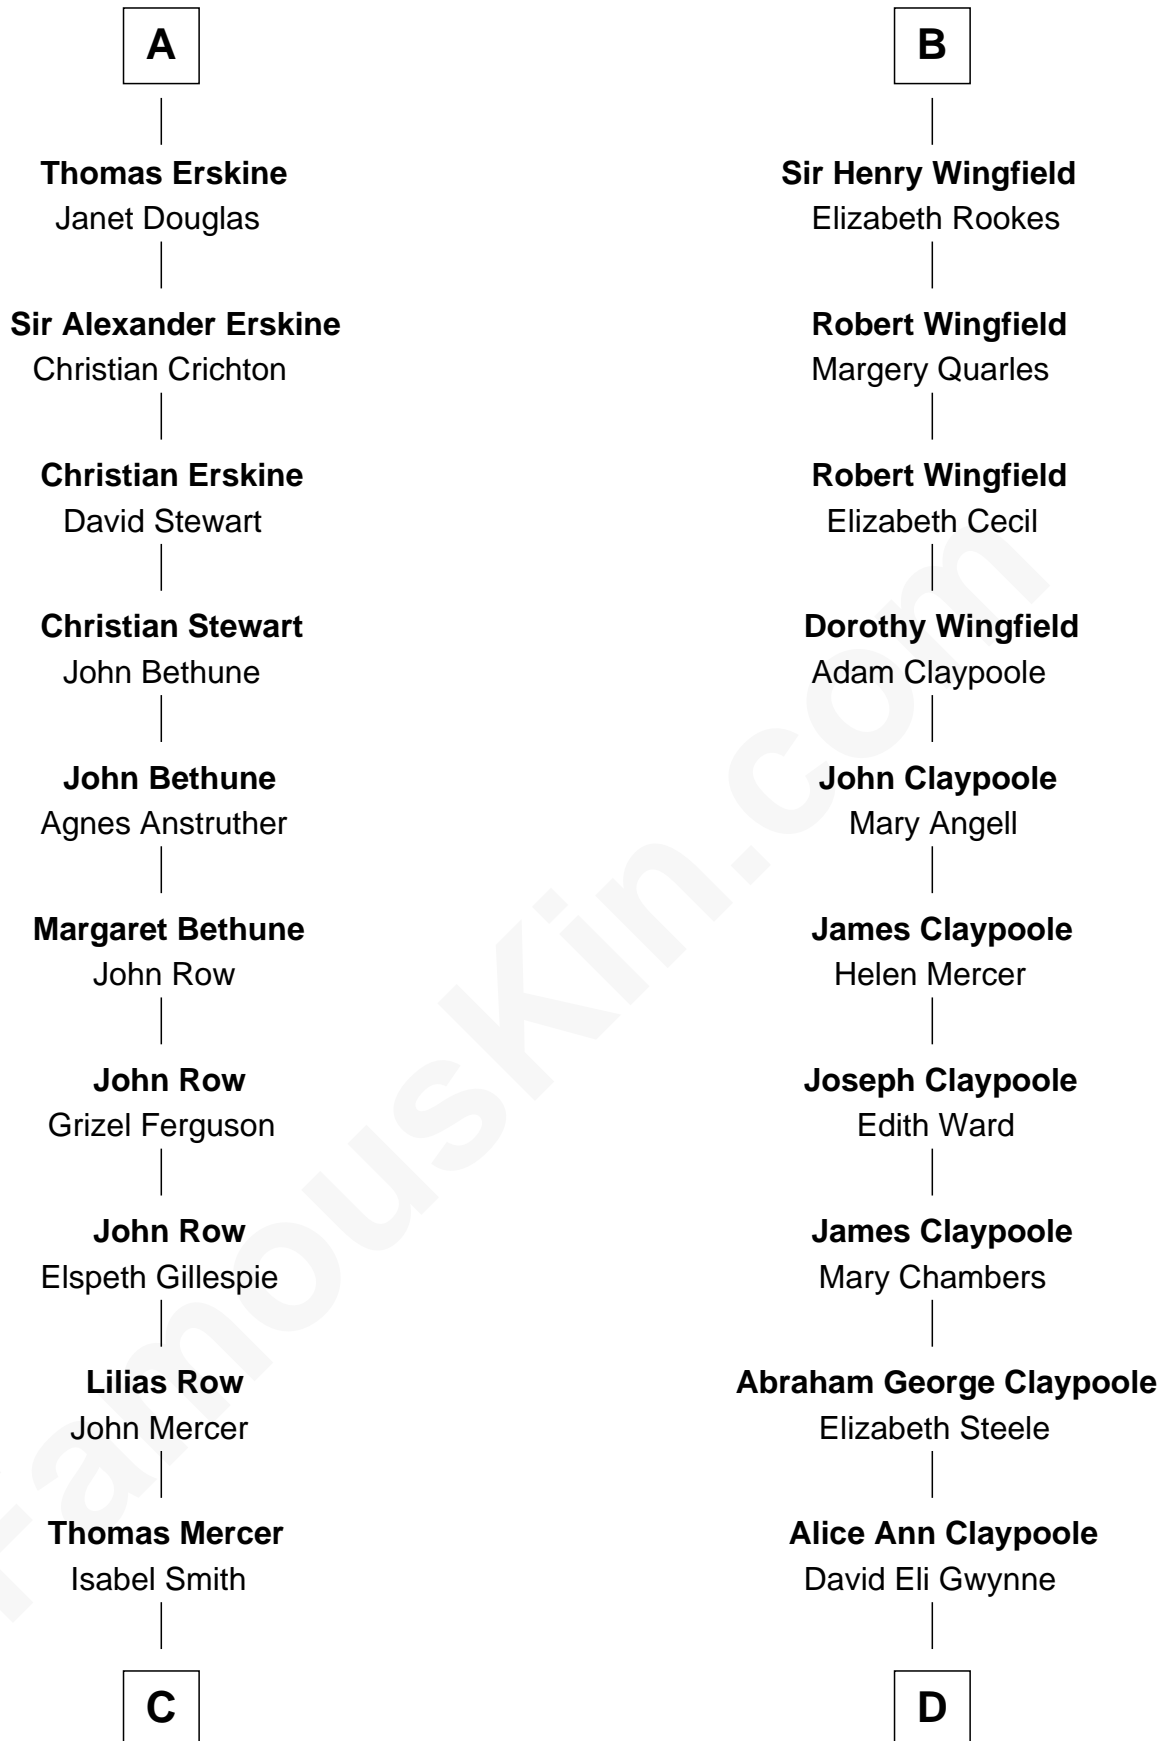 A
Thomas Erskine
Janet Douglas
Sir Alexander Erskine
Christian Crichton
Christian Erskine
David Stewart
Christian Stewart
John Bethune
John Bethune
Agnes Anstruther
Margaret Bethune
John Row
John Row
Grizel Ferguson
John Row
Elspeth Gillespie
Lilias Row
John Mercer
Thomas Mercer
Isabel Smith
C
B
Sir Henry Wingfield
Elizabeth Rookes
Robert Wingfield
Margery Quarles
Robert Wingfield
Elizabeth Cecil
Dorothy Wingfield
Adam Claypoole
John Claypoole
Mary Angell
James Claypoole
Helen Mercer
Joseph Claypoole
Edith Ward
James Claypoole
Mary Chambers
Abraham George Claypoole
Elizabeth Steele
Alice Ann Claypoole
David Eli Gwynne
D
FamousKin.com